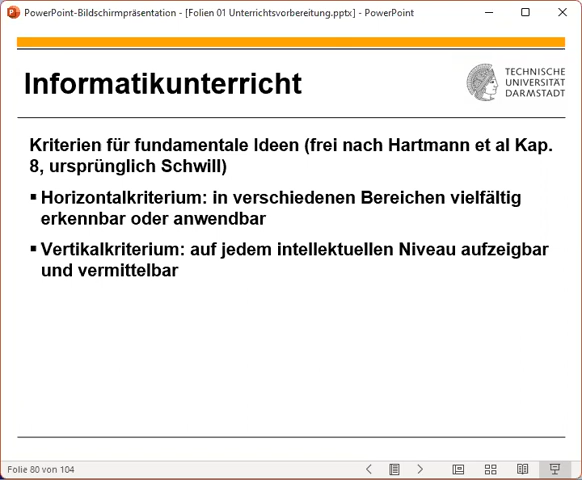 PowerPoint-Bildschirmpräsentation - [Folien 01 Unterrichtsvorbereitung.pptx] - PowerPoint
Informatikunterricht
TECHNISCHE
UNIVERSITÄT
DARMSTADT
Kriterien für fundamentale Ideen (frei nach Hartmann et al Kap.
8, ursprünglich Schwill)
▪ Horizontalkriterium: in verschiedenen Bereichen vielfältig
erkennbar oder anwendbar
▪ Vertikalkriterium: auf jedem intellektuellen Niveau aufzeigbar
und vermittelbar
Folie 80 von 104